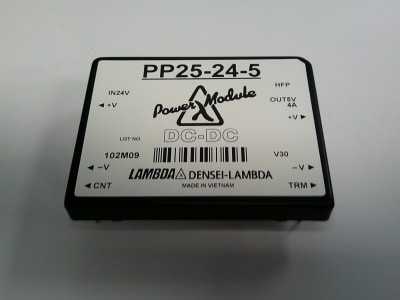 PP25-24-5
HFP
IN24V
OUT5V
4A
◄+V
+V►
Power Module
X
DC-DC
LOT NO.
102M09
V30
◄-V
-V►
LAMBDA DENSEI-LAMBDA
◄CNT
TRM►
MADE IN VIETNAM